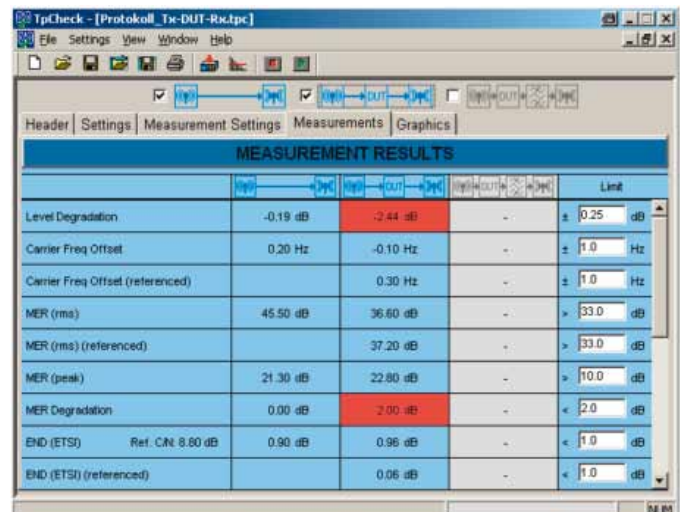 TpCheck - [Protokoll_Tx-DUT-Rx.tpc]
File Settings View Window Help
DUT DUT
Header Settings Measurement Settings Measurements Graphics
MEASUREMENT RESULTS
DUT DUT Limit
Level Degradation -0.19 dB -2.44 dB - ± 0.25 dB
Carrier Freq Offset 0.20 Hz -0.10 Hz - ± 1.0 Hz
Carrier Freq Offset (referenced) 0.30 Hz - ± 1.0 Hz
MER (rms) 45.50 dB 36.60 dB - > 33.0 dB
MER (rms) (referenced) 37.20 dB - > 33.0 dB
MER (peak) 21.30 dB 22.80 dB - > 10.0 dB
MER Degradation 0.00 dB 2.00 dB - < 2.0 dB
END (ETSI) Ref. C/N: 8.80 dB 0.90 dB 0.96 dB - < 1.0 dB
END (ETSI) (referenced) 0.06 dB - < 1.0 dB
NUM